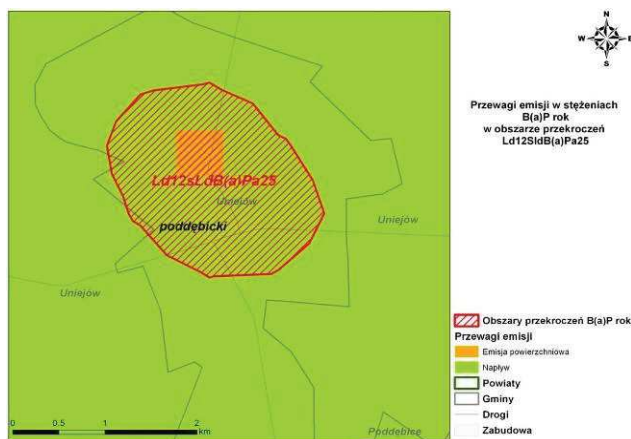 N
W E
S
Przewagi emisji w stężeniach
B(a)P rok
w obszarze przekroczeń
Ld12SldB(a)Pa25
Ld12sLdB(a)Pa25
Uniejów
poddębicki
Uniejów
Uniejów
Poddębice
Obszary przekroczeń B(a)P rok
Przewagi emisji
Emisja powierzchniowa
Napływ
Powiaty
Gminy
Drogi
Zabudowa
0 0.5 1 2
km